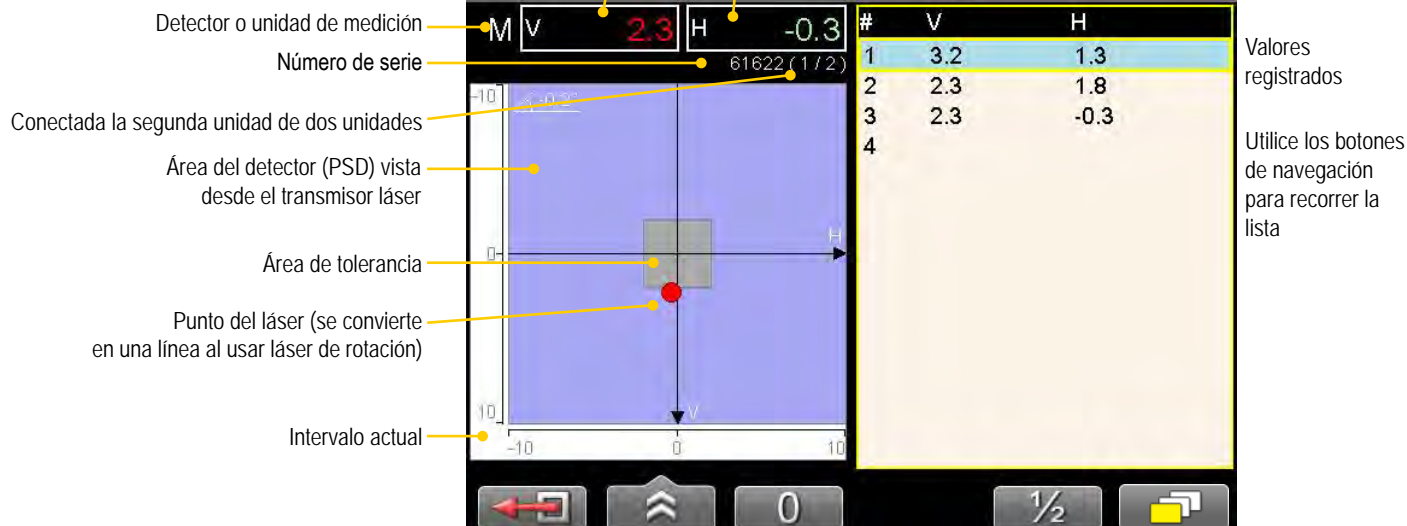 Detector o unidad de medición
Número de serie
Conectada la segunda unidad de dos unidades
Área del detector (PSD) vista
desde el transmisor láser
Área de tolerancia
Punto del láser (se convierte
en una línea al usar láser de rotación)
Intervalo actual
M V 2.3 H -0.3
61622 (1/2)
-10
-0.2°
0
H
10
V
-10 0 10
# V H
1 3.2 1.3
2 2.3 1.8
3 2.3 -0.3
4
Valores
registrados
Utilice los botones
de navegación
para recorrer la
lista
0
½